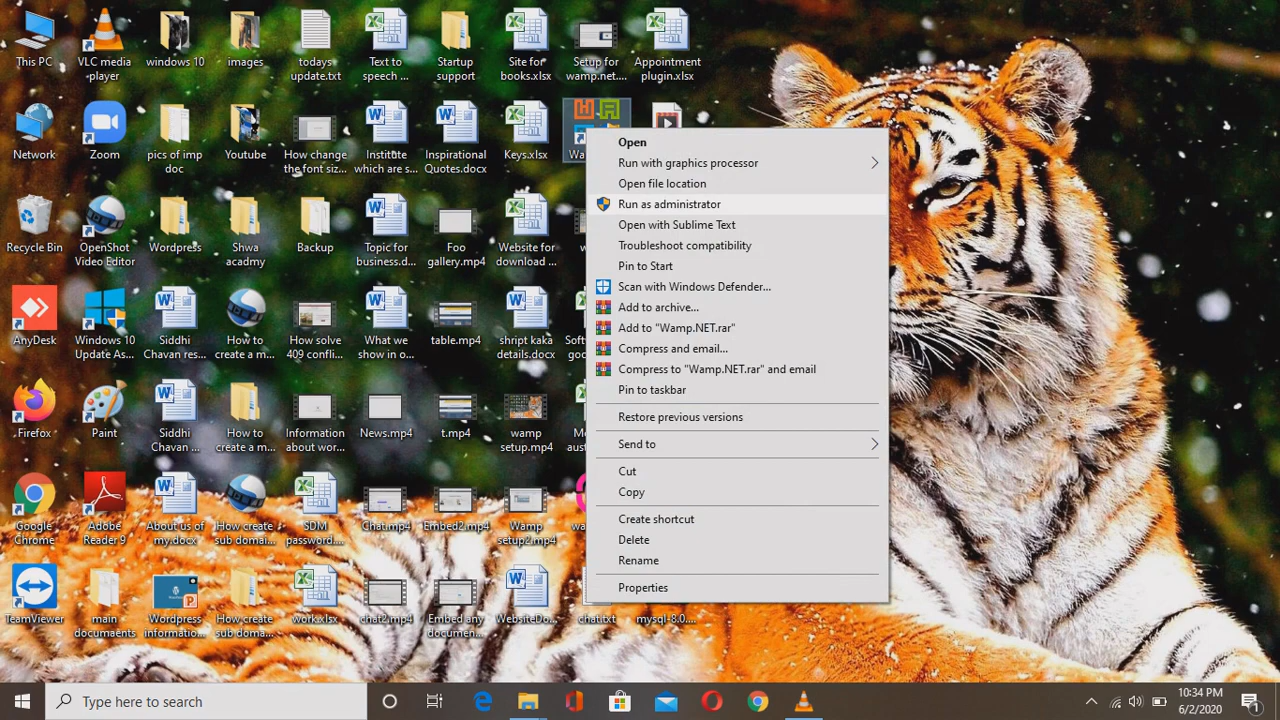 This PC
VLC media
player
windows 10
images
todays
update.txt
Text to
speech ...
Startup
support
Site for
books.xlsx
Setup for
wamp.net...
Appointment
plugin.xlsx
Network
Zoom
pics of imp
doc
Youtube
How change
the font siz...
Institute
which are s...
Inspirational
Quotes.docx
Keys.xlsx
Wa
Recycle Bin
OpenShot
Video Editor
Wordpress
Shwa
acadmy
Backup
Topic for
business.d...
Foo
gallery.mp4
Website for
download ...
w
AnyDesk
Windows 10
Update As...
Siddhi
Chavan res...
How to
create a m...
How solve
409 confli...
What we
show in o...
table.mp4
shript kaka
details.docx
Soft
goo
Firefox
Paint
Siddhi
Chavan ...
How to
create a m...
Information
about wor...
News.mp4
t.mp4
wamp
setup.mp4
Mo
aust
Google
Chrome
Adobe
Reader 9
About us of
my.docx
How create
sub domai...
SDM
password....
Chat.mp4
Embed2.mp4
Wamp
setup2.mp4
wa
TeamViewer
main
documaents
Wordpress
informatio...
How create
sub doma...
work.xlsx
chat2.mp4
Embed any
documen...
WebsiteDo...
chat.txt
mysql-8.0....
Open
Run with graphics processor
Open file location
Run as administrator
Open with Sublime Text
Troubleshoot compatibility
Pin to Start
Scan with Windows Defender...
Add to archive...
Add to "Wamp.NET.rar"
Compress and email...
Compress to "Wamp.NET.rar" and email
Pin to taskbar
Restore previous versions
Send to
Cut
Copy
Create shortcut
Delete
Rename
Properties
Type here to search
10:34 PM
6/2/2020
1